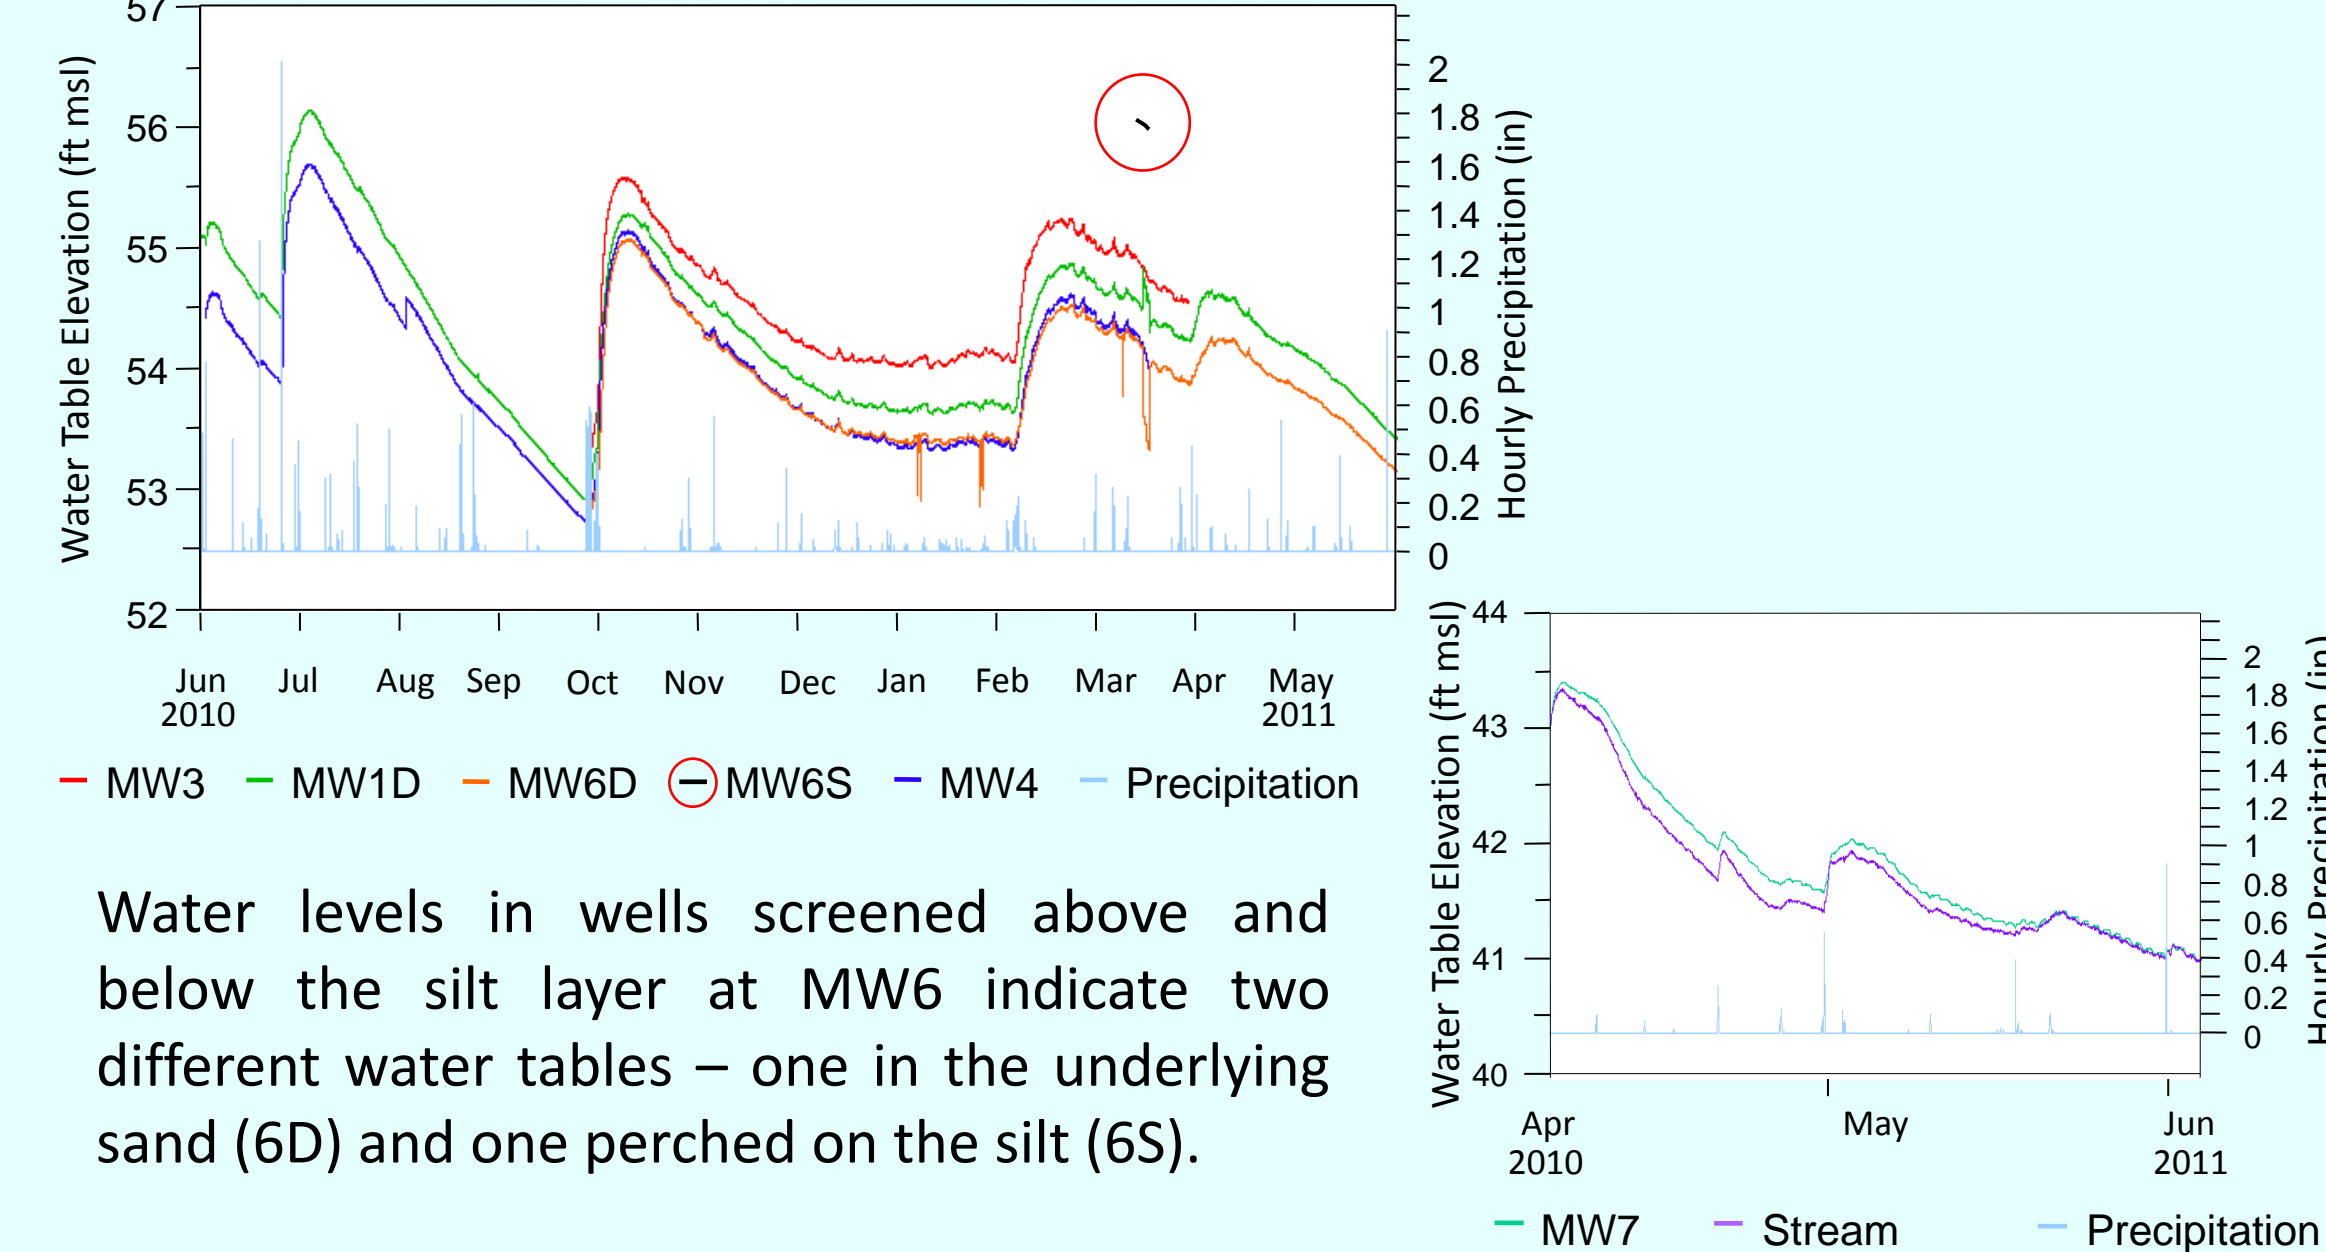 57
56
55
54
53
52
Water Table Elevation (ft msl)
2
1.8
1.6
1.4
1.2
1
0.8
0.6
0.4
0.2
0
Hourly Precipitation (in)
Jun Jul Aug Sep Oct Nov Dec Jan Feb Mar Apr May
2010 2011
MW3 MW1D MW6D MW6S MW4 Precipitation
Water levels in wells screened above and
below the silt layer at MW6 indicate two
different water tables – one in the underlying
sand (6D) and one perched on the silt (6S).
44
43
42
41
40
Water Table Elevation (ft msl)
2
1.8
1.6
1.4
1.2
1
0.8
0.6
0.4
0.2
0
Hourly Precipitation (in)
Apr May Jun
2010 2011
MW7 Stream Precipitation